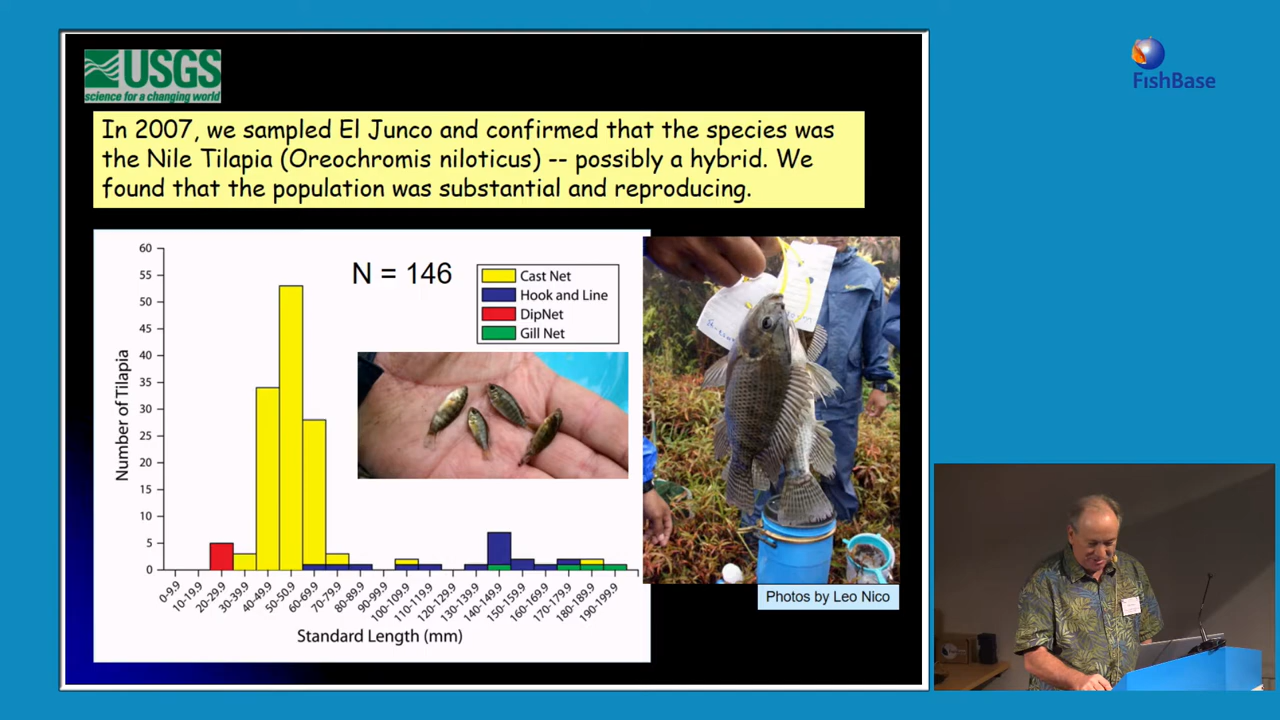 USGS
science for a changing world
FishBase
In 2007, we sampled El Junco and confirmed that the species was
the Nile Tilapia (Oreochromis niloticus) -- possibly a hybrid. We
found that the population was substantial and reproducing.
N = 146
Cast Net
Hook and Line
DipNet
Gill Net
Number of Tilapia
60
55
50
45
40
35
30
25
20
15
10
5
0
0-9.9
10-19.9
20-29.9
30-39.9
40-49.9
50-50.9
60-69.9
70-79.9
80-89.9
90-99.9
100-109.9
110-119.9
120-129.9
130-139.9
140-149.9
150-159.9
160-169.9
170-179.9
180-189.9
190-199.9
Standard Length (mm)
Photos by Leo Nico